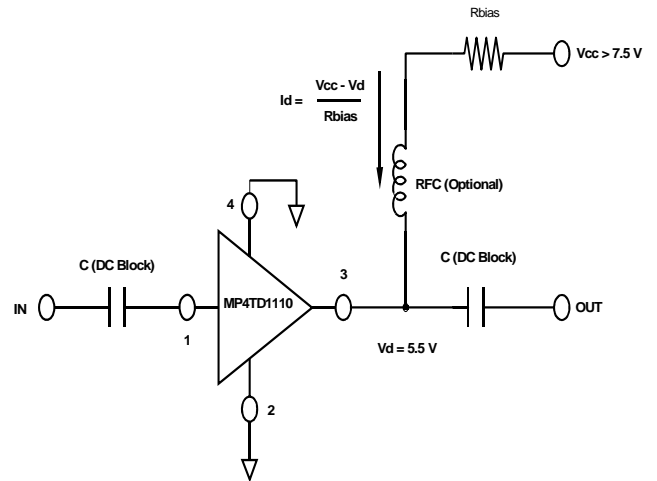 Rbias
Vcc > 7.5 V
Id = Vcc - Vd
Rbias
RFC (Optional)
4
C (DC Block)
C (DC Block)
3
IN
MP4TD1110
OUT
1
Vd = 5.5 V
2